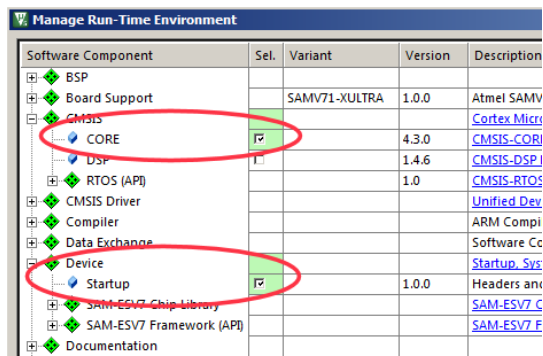 Manage Run-Time Environment
Software Component Sel. Variant Version Description
BSP
Board Support SAMV71-XULTRA 1.0.0 Atmel SAMV
CMSIS Cortex Micr
CORE 4.3.0 CMSIS-CORE
DSP 1.4.6 CMSIS-DSP
RTOS (API) 1.0 CMSIS-RTOS
CMSIS Driver Unified Dev
Compiler ARM Compi
Data Exchange Software Co
Device Startup, Sys
Startup 1.0.0 Headers and
SAM-ESV7 Chip Library SAM-ESV7 C
SAM-ESV7 Framework (API) SAM-ESV7 F
Documentation